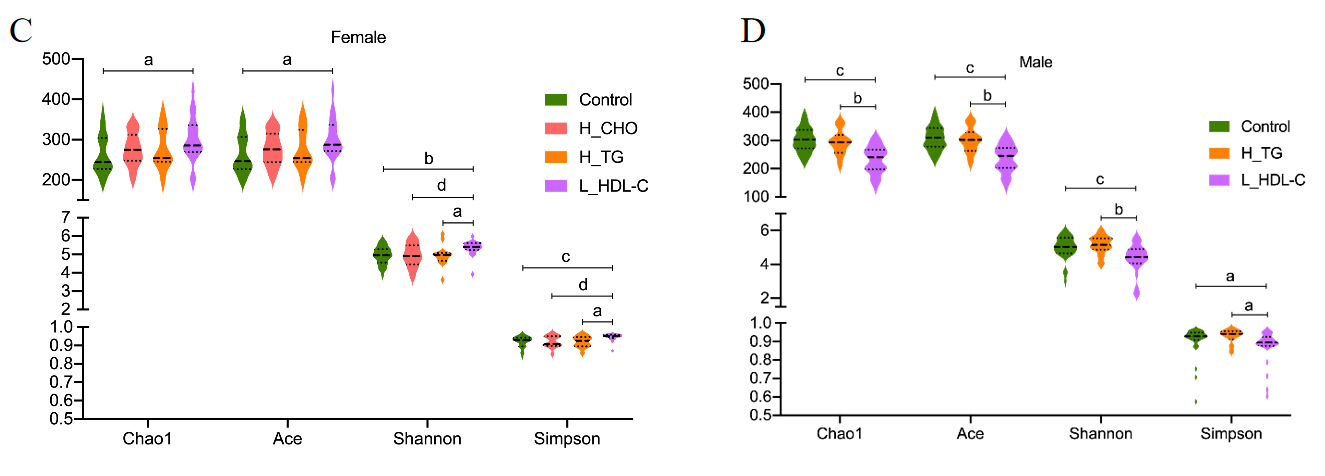 C
Female
500
400
300
200
7
6
5
4
3
2
1.0
0.9
0.8
0.7
0.6
0.5
a
a
b
d
a
c
d
a
Control
H_CHO
H_TG
L_HDL-C
Chao1
Ace
Shannon
Simpson
D
Male
500
400
300
200
100
6
4
2
1.0
0.9
0.8
0.7
0.6
0.5
c
b
c
b
c
b
a
a
Control
H_TG
L_HDL-C
Chao1
Ace
Shannon
Simpson